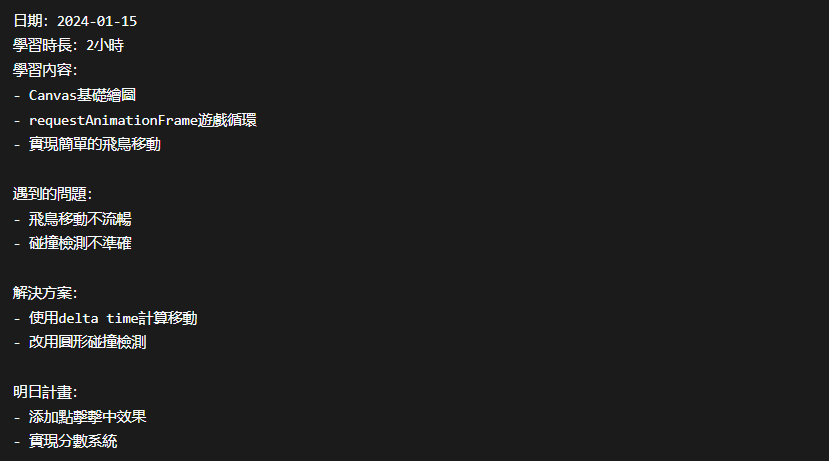 日期: 2024-01-15
學習時長: 2小時
學習內容:
- Canvas基礎繪圖
- requestAnimationFrame遊戲循環
- 實現簡單的飛鳥移動
遇到的問題:
- 飛鳥移動不流暢
- 碰撞檢測不準確
解決方案:
- 使用delta time計算移動
- 改用圓形碰撞檢測
明日計畫:
- 添加點擊擊中效果
- 實現分數系統